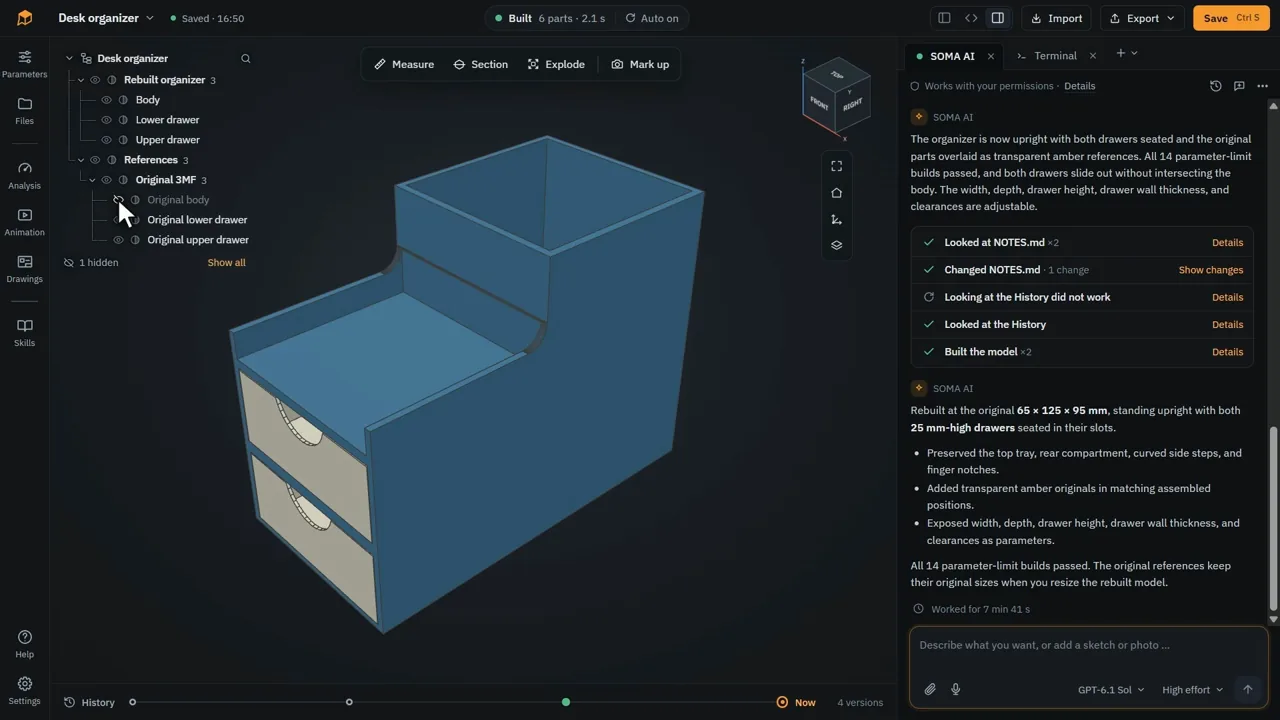 Desk organizer
Saved · 16:50
Built 6 parts · 2.1 s
Auto on
Import
Export
Save Ctrl S
Parameters
Files
Analysis
Animation
Drawings
Skills
Help
Settings
Desk organizer
Rebuilt organizer 3
Body
Lower drawer
Upper drawer
References 3
Original 3MF 3
Original body
Original lower drawer
Original upper drawer
1 hidden
Show all
Measure
Section
Explode
Mark up
Z
TOP
Y
FRONT
RIGHT
X
History
Now
4 versions
SOMA AI
Terminal
Works with your permissions · Details
SOMA AI
The organizer is now upright with both drawers seated and the original
parts overlaid as transparent amber references. All 14 parameter-limit
builds passed, and both drawers slide out without intersecting the
body. The width, depth, drawer height, drawer wall thickness, and
clearances are adjustable.
Looked at NOTES.md ×2 Details
Changed NOTES.md · 1 change Show changes
Looking at the History did not work Details
Looked at the History Details
Built the model ×2 Details
SOMA AI
Rebuilt at the original 65 × 125 × 95 mm, standing upright with both
25 mm-high drawers seated in their slots.
• Preserved the top tray, rear compartment, curved side steps, and
finger notches.
• Added transparent amber originals in matching assembled
positions.
• Exposed width, depth, drawer height, drawer wall thickness, and
clearances as parameters.
All 14 parameter-limit builds passed. The original references keep
their original sizes when you resize the rebuilt model.
Worked for 7 min 41 s
Describe what you want, or add a sketch or photo ...
GPT-6.1 Sol
High effort